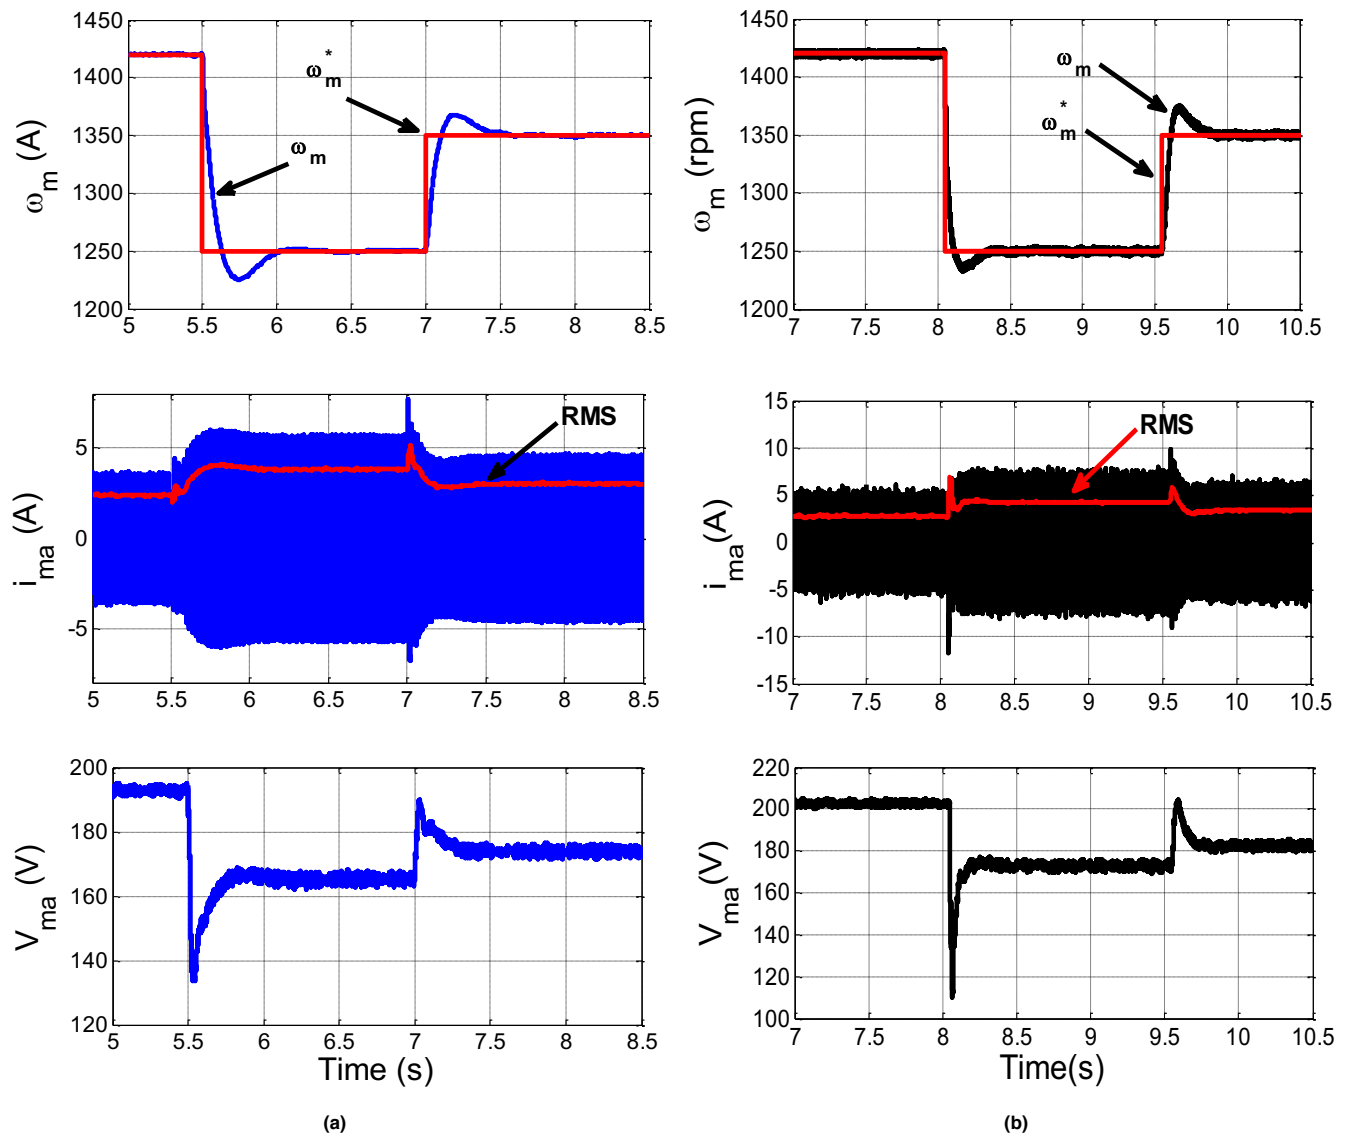 1450
1400
1350
1300
1250
1200
ω_m (A)
ω_m^*
ω_m
5 5.5 6 6.5 7 7.5 8 8.5
1450
1400
1350
1300
1250
1200
ω_m (rpm)
ω_m
ω_m^*
7 7.5 8 8.5 9 9.5 10 10.5
5
0
-5
i_ma (A)
RMS
5 5.5 6 6.5 7 7.5 8 8.5
15
10
5
0
-5
-10
-15
i_ma(A)
RMS
7 7.5 8 8.5 9 9.5 10 10.5
200
180
160
140
120
V_ma (V)
5 5.5 6 6.5 7 7.5 8 8.5
Time (s)
(a)
220
200
180
160
140
120
100
V_ma(V)
7 7.5 8 8.5 9 9.5 10 10.5
Time(s)
(b)